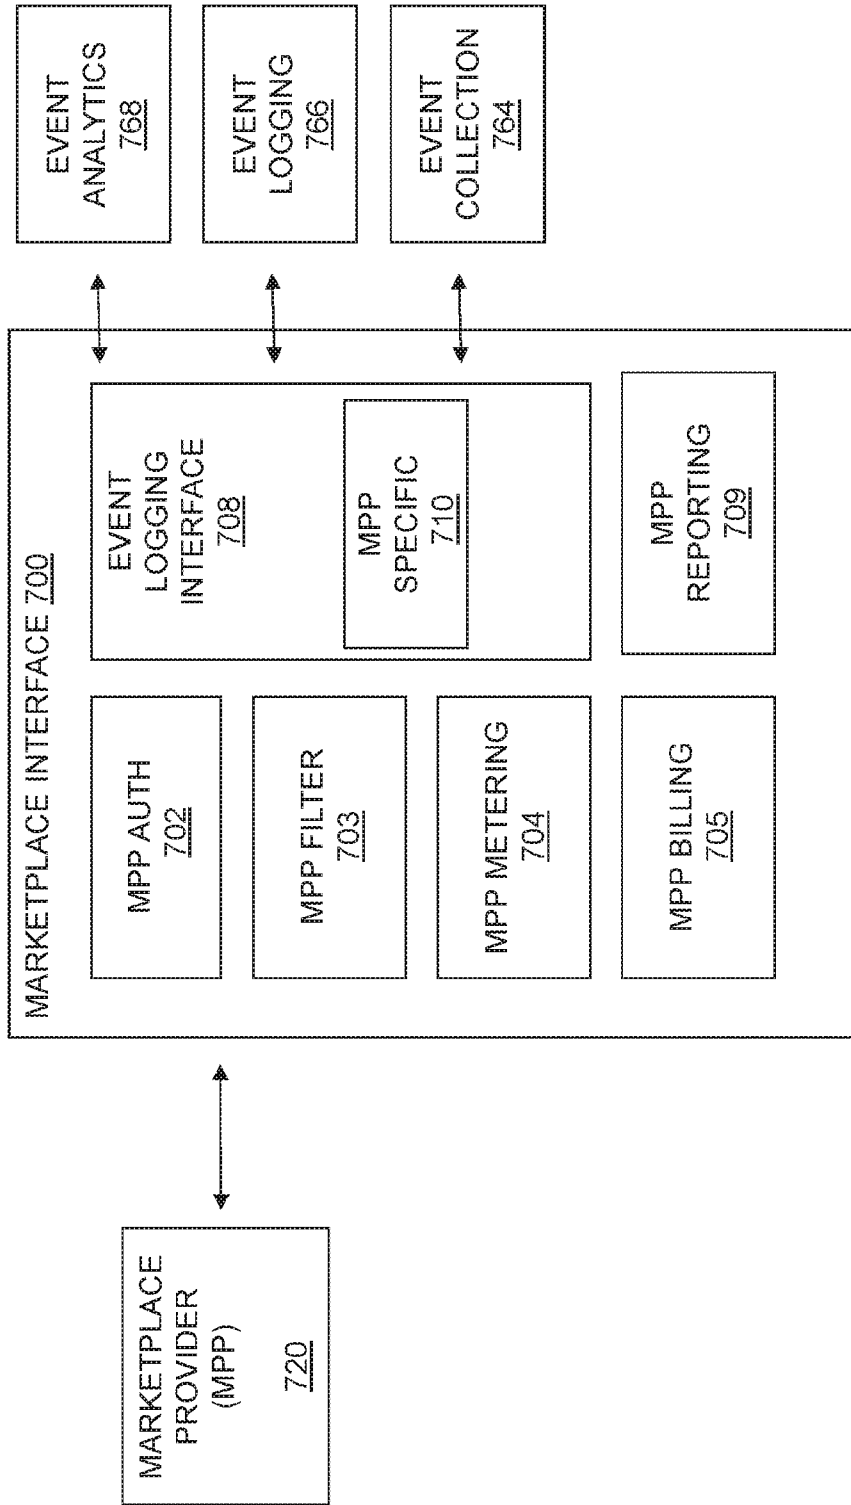 MARKETPLACE
PROVIDER
(MPP)
720
MARKETPLACE INTERFACE 700
MPP AUTH
702
MPP FILTER
703
MPP METERING
704
MPP BILLING
705
EVENT
LOGGING
INTERFACE
708
MPP
SPECIFIC
710
MPP
REPORTING
709
EVENT
ANALYTICS
768
EVENT
LOGGING
766
EVENT
COLLECTION
764